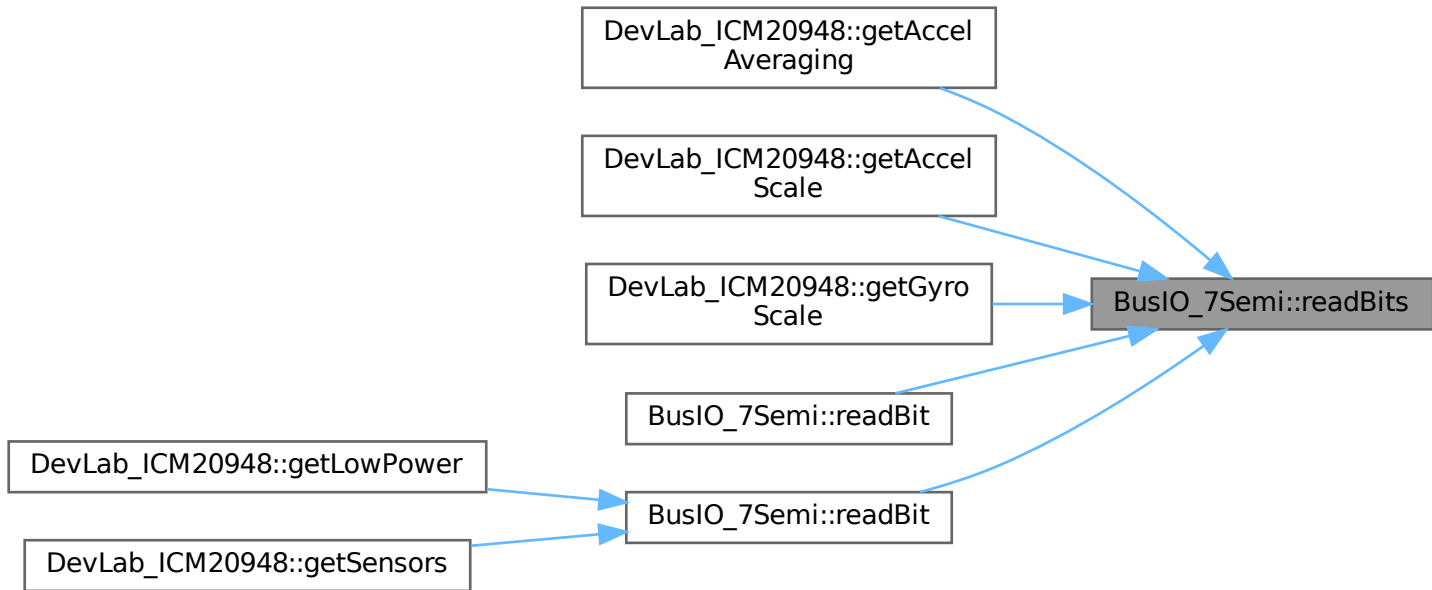 DevLab_ICM20948::getAccel
Averaging
DevLab_ICM20948::getAccel
Scale
DevLab_ICM20948::getGyro
Scale
BusIO_7Semi::readBits
BusIO_7Semi::readBit
DevLab_ICM20948::getLowPower
BusIO_7Semi::readBit
DevLab_ICM20948::getSensors